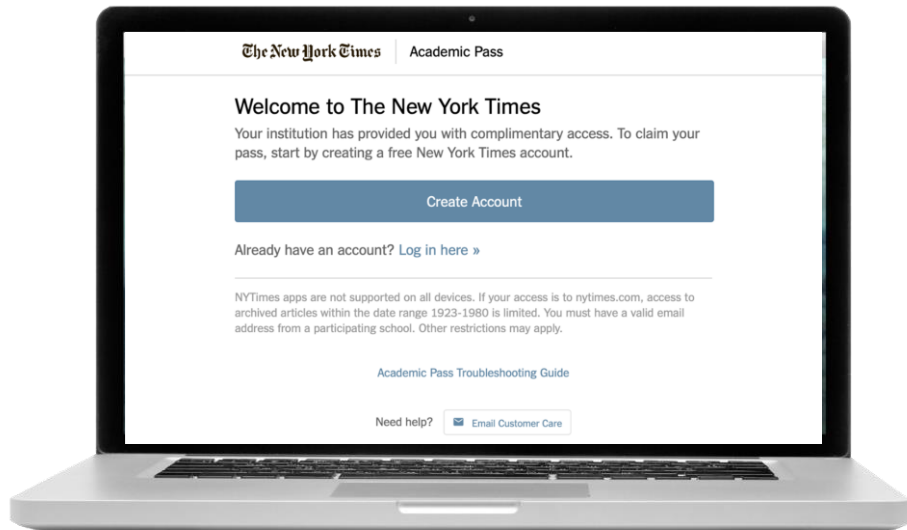 The New York Times Academic Pass
Welcome to The New York Times
Your institution has provided you with complimentary access. To claim your
pass, start by creating a free New York Times account.
Create Account
Already have an account? Log in here »
NYTimes apps are not supported on all devices. If your access is to nytimes.com, access to
archived articles within the date range 1923-1980 is limited. You must have a valid email
address from a participating school. Other restrictions may apply.
Academic Pass Troubleshooting Guide
Need help? Email Customer Care